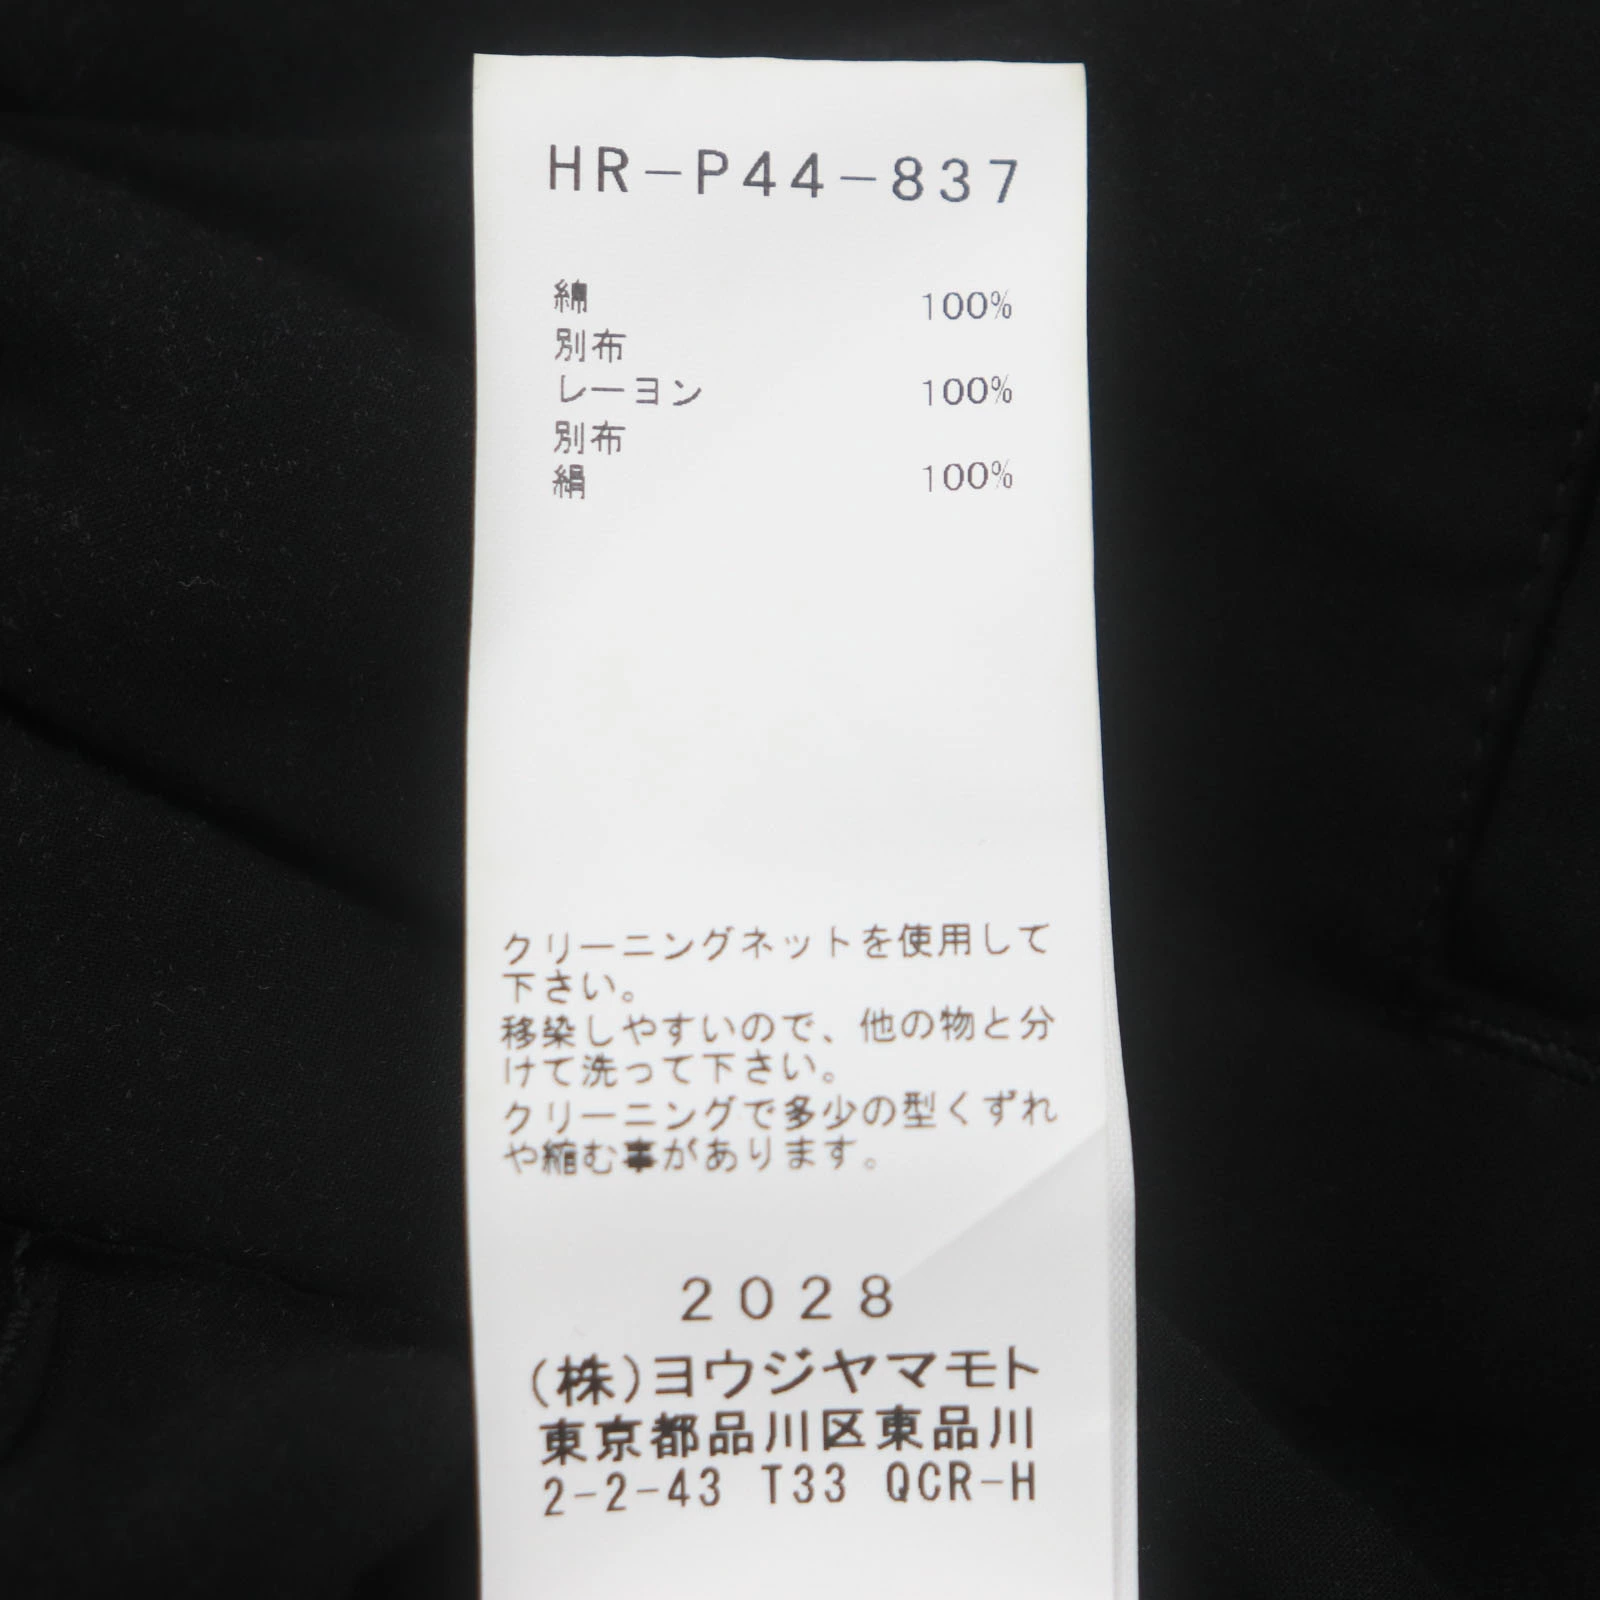 HR-P44-837
綿 100%
別布
レーヨン 100%
別布
絹 100%
クリーニングネットを使用して
下さい。
移染しやすいので、他の物と分
けて洗って下さい。
クリーニングで多少の型くずれ
や縮む事があります。
2028
(株)ヨウジヤマモト
東京都品川区東品川
2-2-43 T33 QCR-H